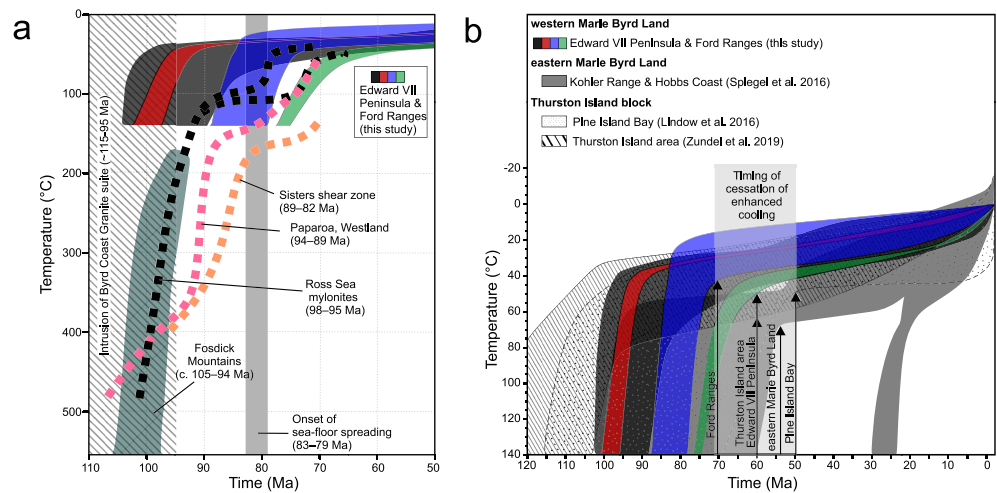 a
0
100
200
300
400
500
Temperature (°C)
110
100
90
80
70
60
50
Time (Ma)
Intrusion of Byrd Coast Granite suite (~115–95 Ma)
Edward VII
Peninsula &
Ford Ranges
(this study)
Sisters shear zone
(89–82 Ma)
Paparoa, Westland
(94–89 Ma)
Ross Sea
mylonites
(98–95 Ma)
Fosdick
Mountains
(c. 105–94 Ma)
Onset of
sea-floor spreading
(83–79 Ma)
b
western Marie Byrd Land
Edward VII Peninsula & Ford Ranges (this study)
eastern Marie Byrd Land
Kohler Range & Hobbs Coast (Spiegel et al. 2016)
Thurston Island block
Pine Island Bay (Lindow et al. 2016)
Thurston Island area (Zundel et al. 2019)
Timing of
cessation of
enhanced
cooling
-20
0
20
40
60
80
100
120
140
Temperature (°C)
Ford Ranges
Thurston Island area
Edward VII Peninsula
eastern Marie Byrd Land
Pine Island Bay
120
110
100
90
80
70
60
50
40
30
20
10
0
Time (Ma)